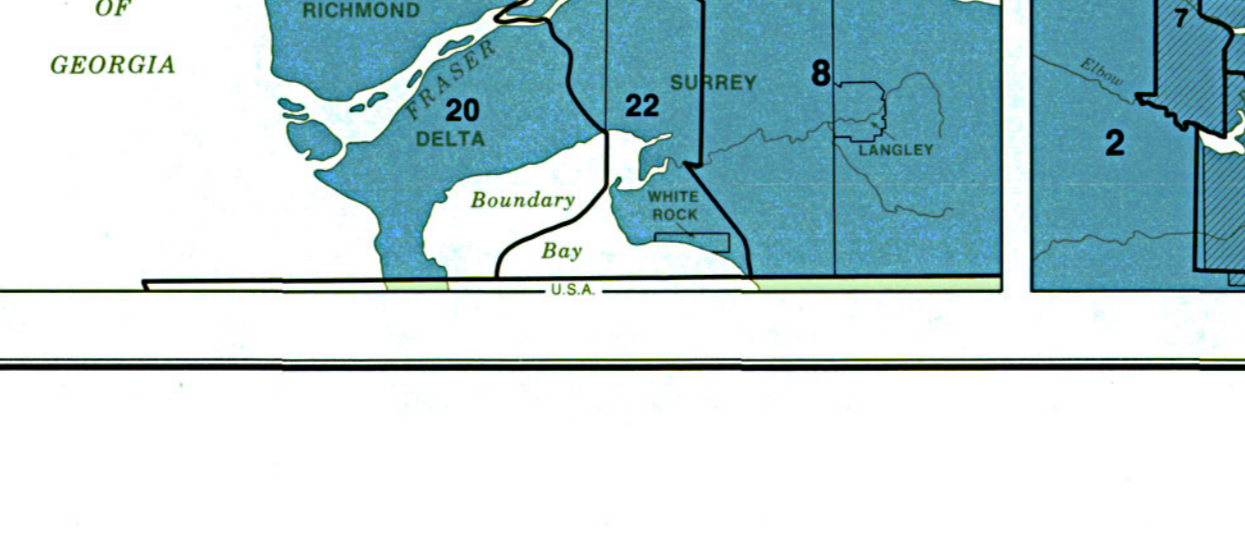 OF
GEORGIA
RICHMOND
FRASER
20
DELTA
22
SURREY
8
LANGLEY
Boundary
Bay
WHITE
ROCK
U.S.A.
7
Elbow
2